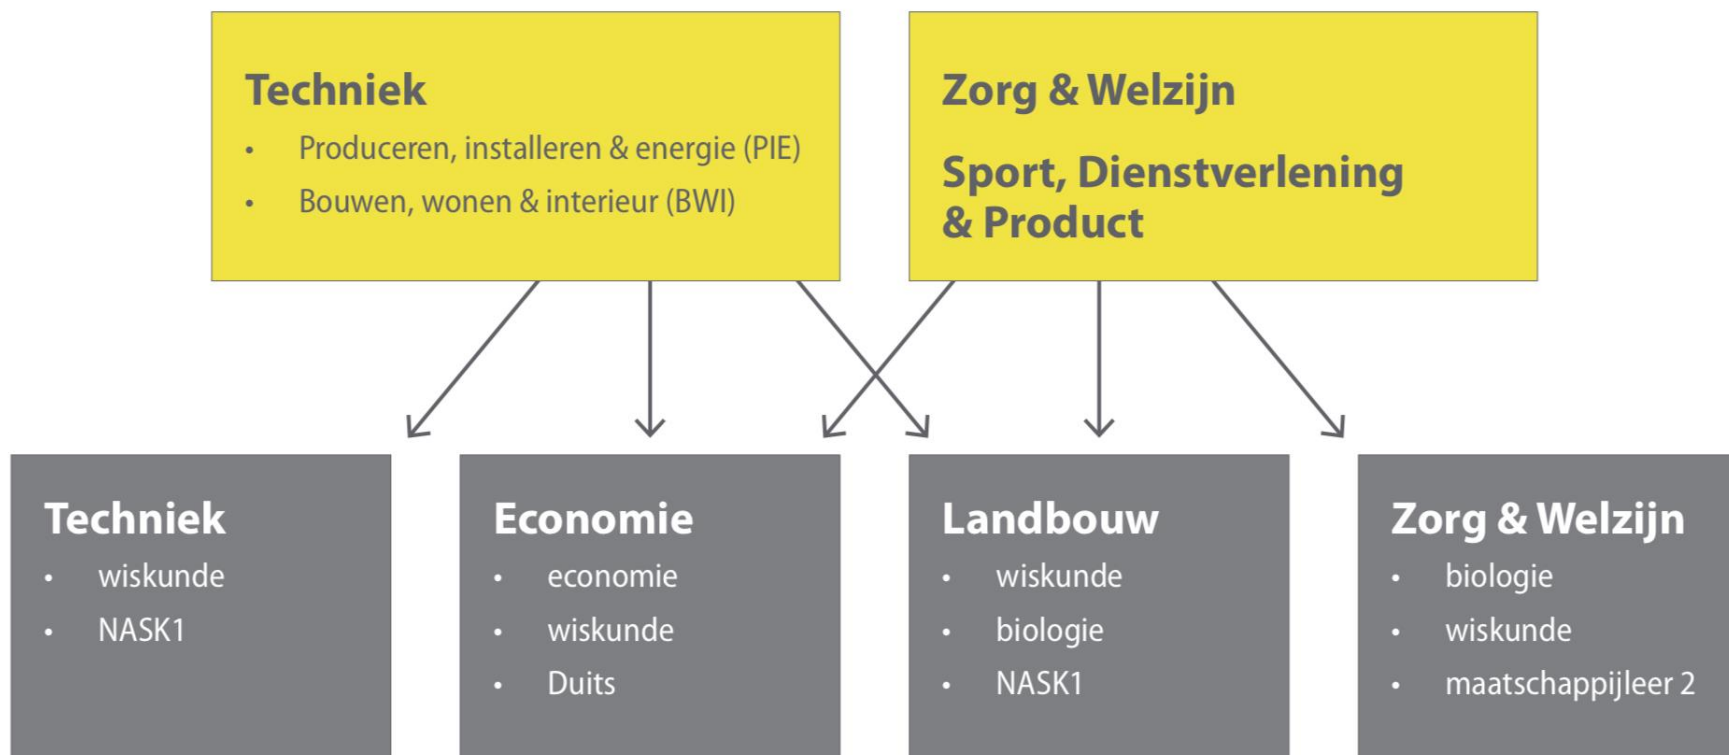 Techniek
• Produceren, installeren & energie (PIE)
• Bouwen, wonen & interieur (BWI)
Zorg & Welzijn
Sport, Dienstverlening
& Product
Techniek
• wiskunde
• NASK1
Economie
• economie
• wiskunde
• Duits
Landbouw
• wiskunde
• biologie
• NASK1
Zorg & Welzijn
• biologie
• wiskunde
• maatschappijleer 2